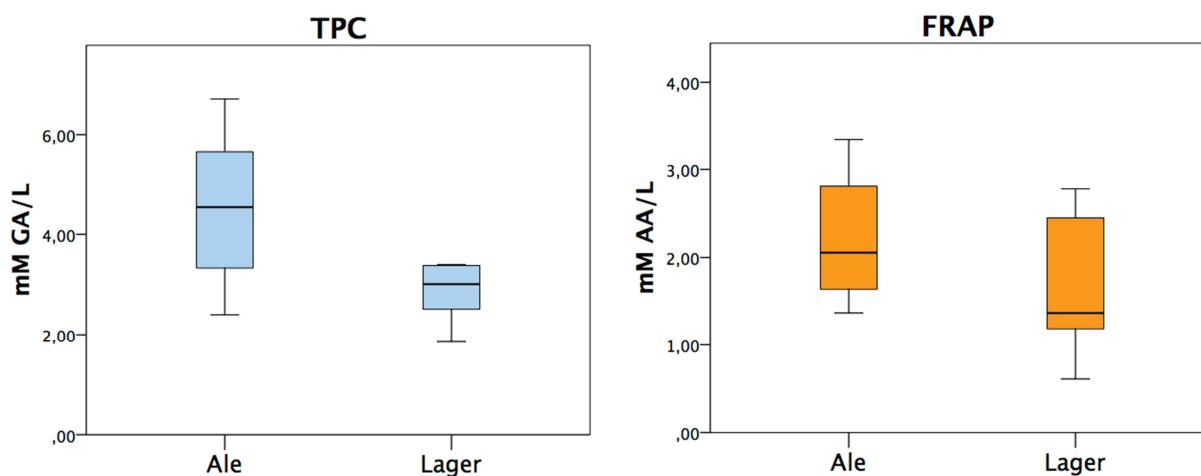 TPC
mM GA/L
6,00
4,00
2,00
,00
Ale
Lager
FRAP
mM AA/L
4,00
3,00
2,00
1,00
,00
Ale
Lager